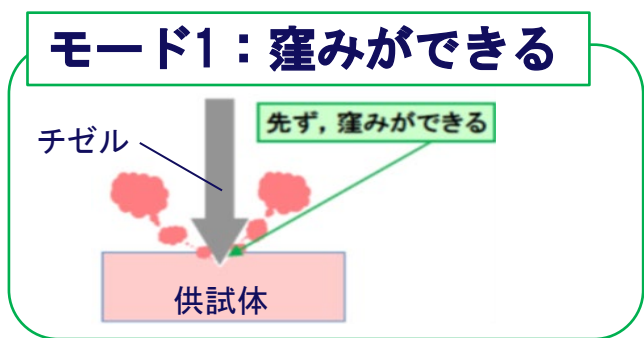 モード1：窪みができる
先ず，窪みができる
チゼル
供試体